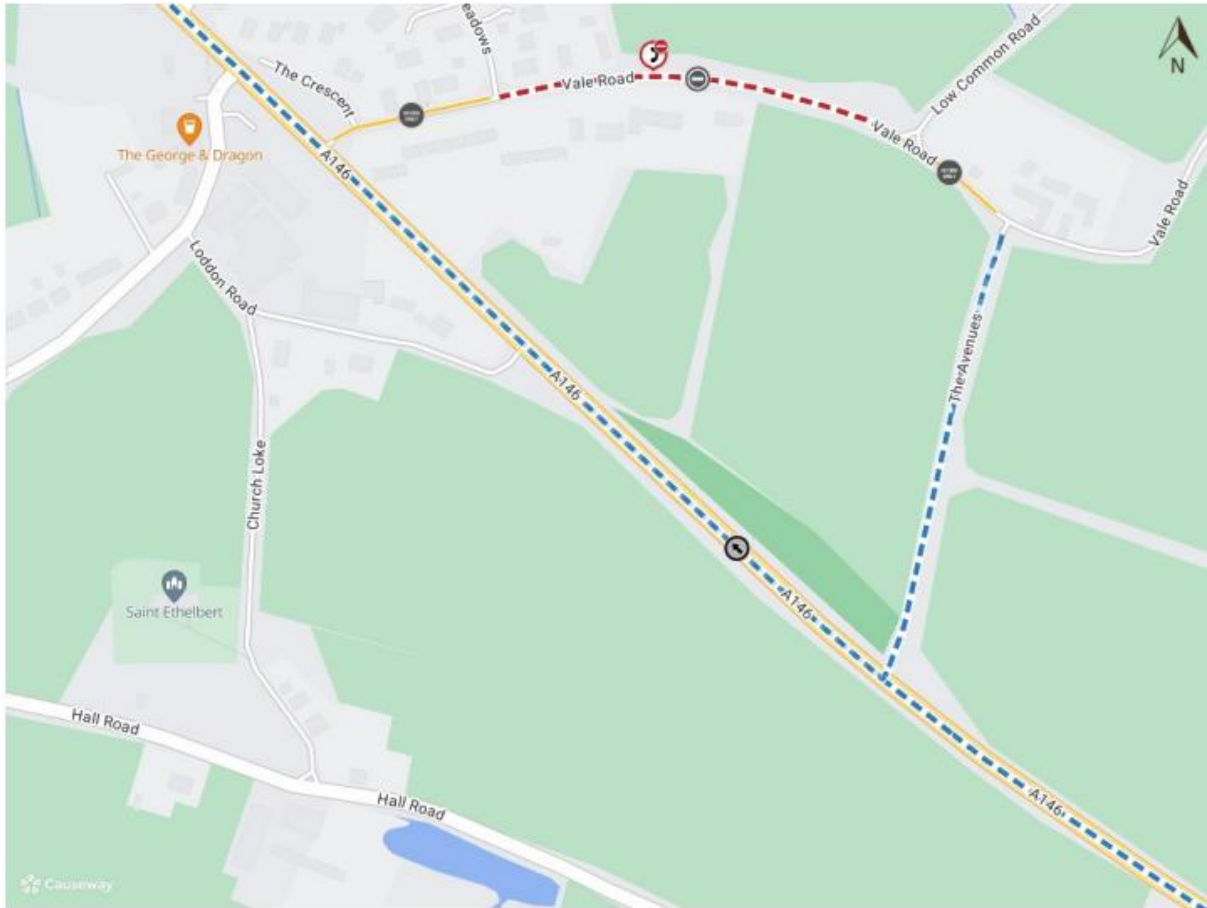 eadows
The Crescent
Vale Road
Low Common Road
N
The George & Dragon
A146
Vale Road
Vale Road
Loddon Road
The Avenues
A146
Church Loke
Saint Ethelbert
A146
Hall Road
Hall Road
A146
Causeway